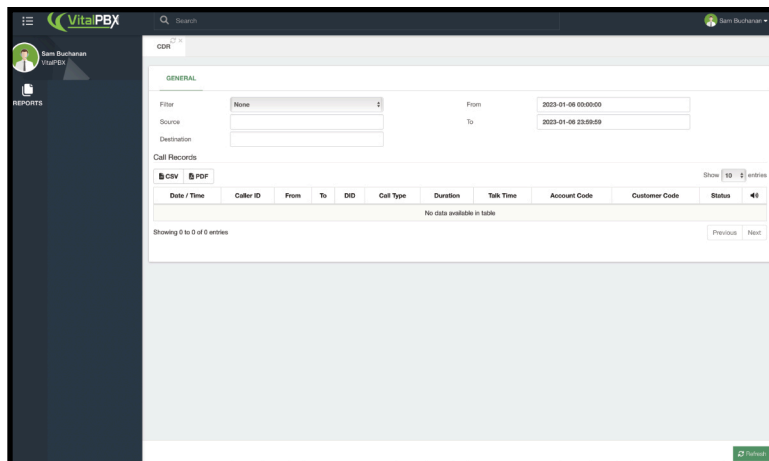 VitalPBX
Search
Sam Buchanan
Sam Buchanan
VitalPBX
REPORTS
CDR
GENERAL
Filter
None
From
2023-01-06 00:00:00
Source
To
2023-01-06 23:59:59
Destination
Call Records
CSV PDF
Show 10 entries
Date / Time Caller ID From To DID Call Type Duration Talk Time Account Code Customer Code Status
No data available in table
Showing 0 to 0 of 0 entries
Previous Next
Refresh